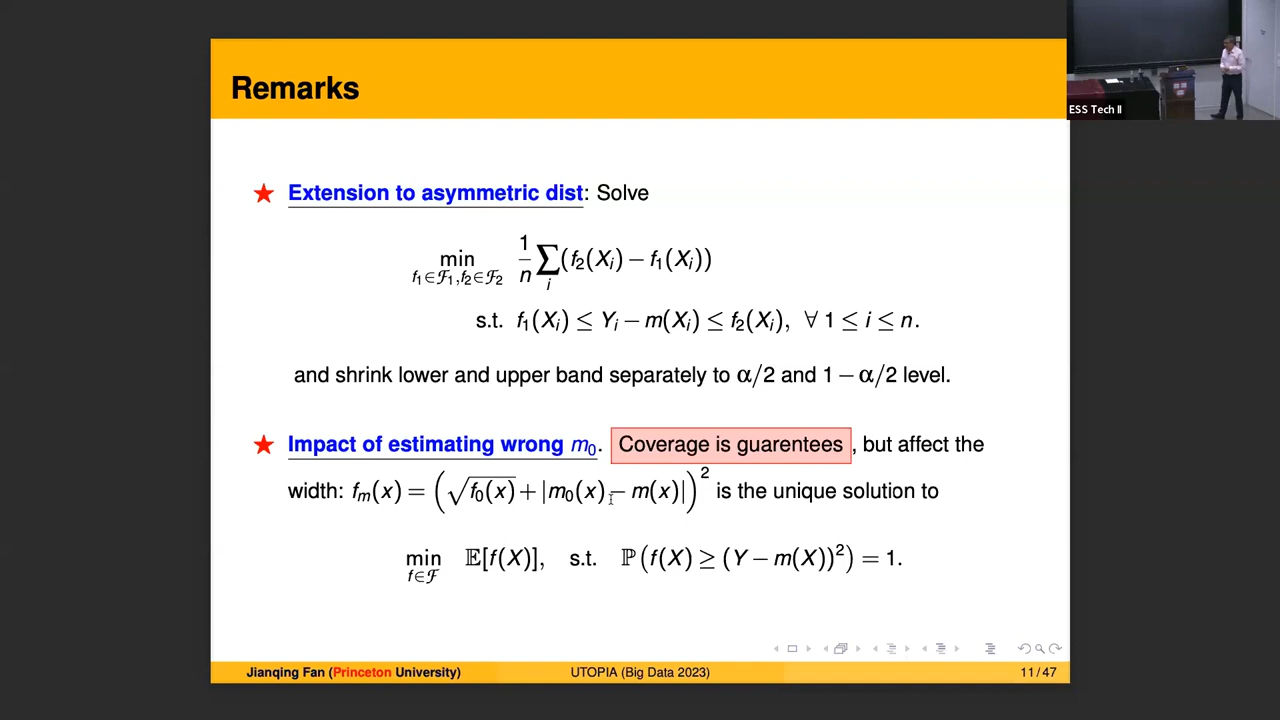 ESS Tech II
Remarks
★ Extension to asymmetric dist: Solve
min f₁∈ℱ₁,f₂∈ℱ₂ 1/n ∑ᵢ (f₂(Xᵢ) − f₁(Xᵢ))
s.t. f₁(Xᵢ) ≤ Yᵢ − m(Xᵢ) ≤ f₂(Xᵢ), ∀ 1 ≤ i ≤ n.
and shrink lower and upper band separately to α/2 and 1 − α/2 level.
★ Impact of estimating wrong m₀. Coverage is guarentees, but affect the
width: fₘ(x) = (√f₀(x) + |m₀(x) − m(x)|)² is the unique solution to
min f∈ℱ 𝔼[f(X)], s.t. ℙ(f(X) ≥ (Y − m(X))²) = 1.
Jianqing Fan (Princeton University) UTOPIA (Big Data 2023) 11 / 47